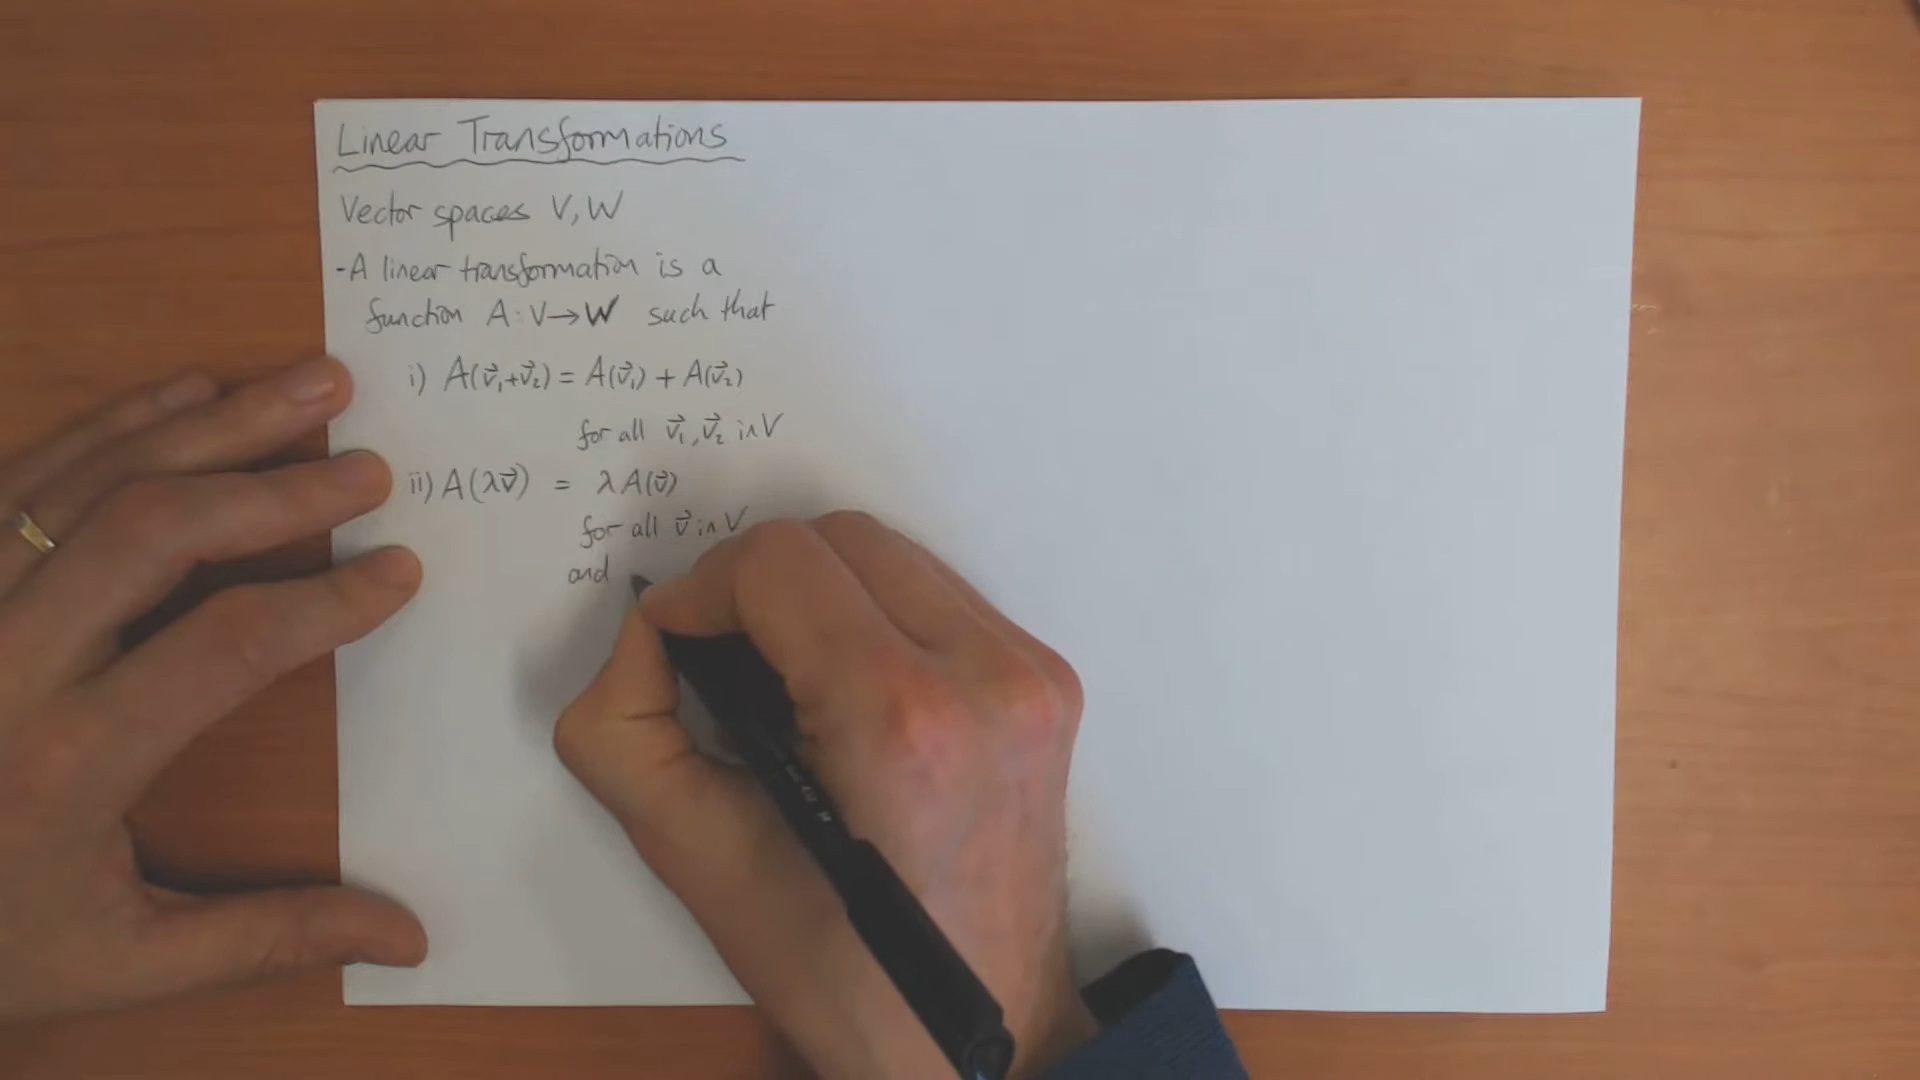 Linear Transformations
Vector spaces V, W
- A linear transformation is a
function A: V→W such that
i) A(v⃗₁+v⃗₂) = A(v⃗₁) + A(v⃗₂)
for all v⃗₁, v⃗₂ in V
ii) A(λv⃗) = λA(v⃗)
for all v⃗ in V
and